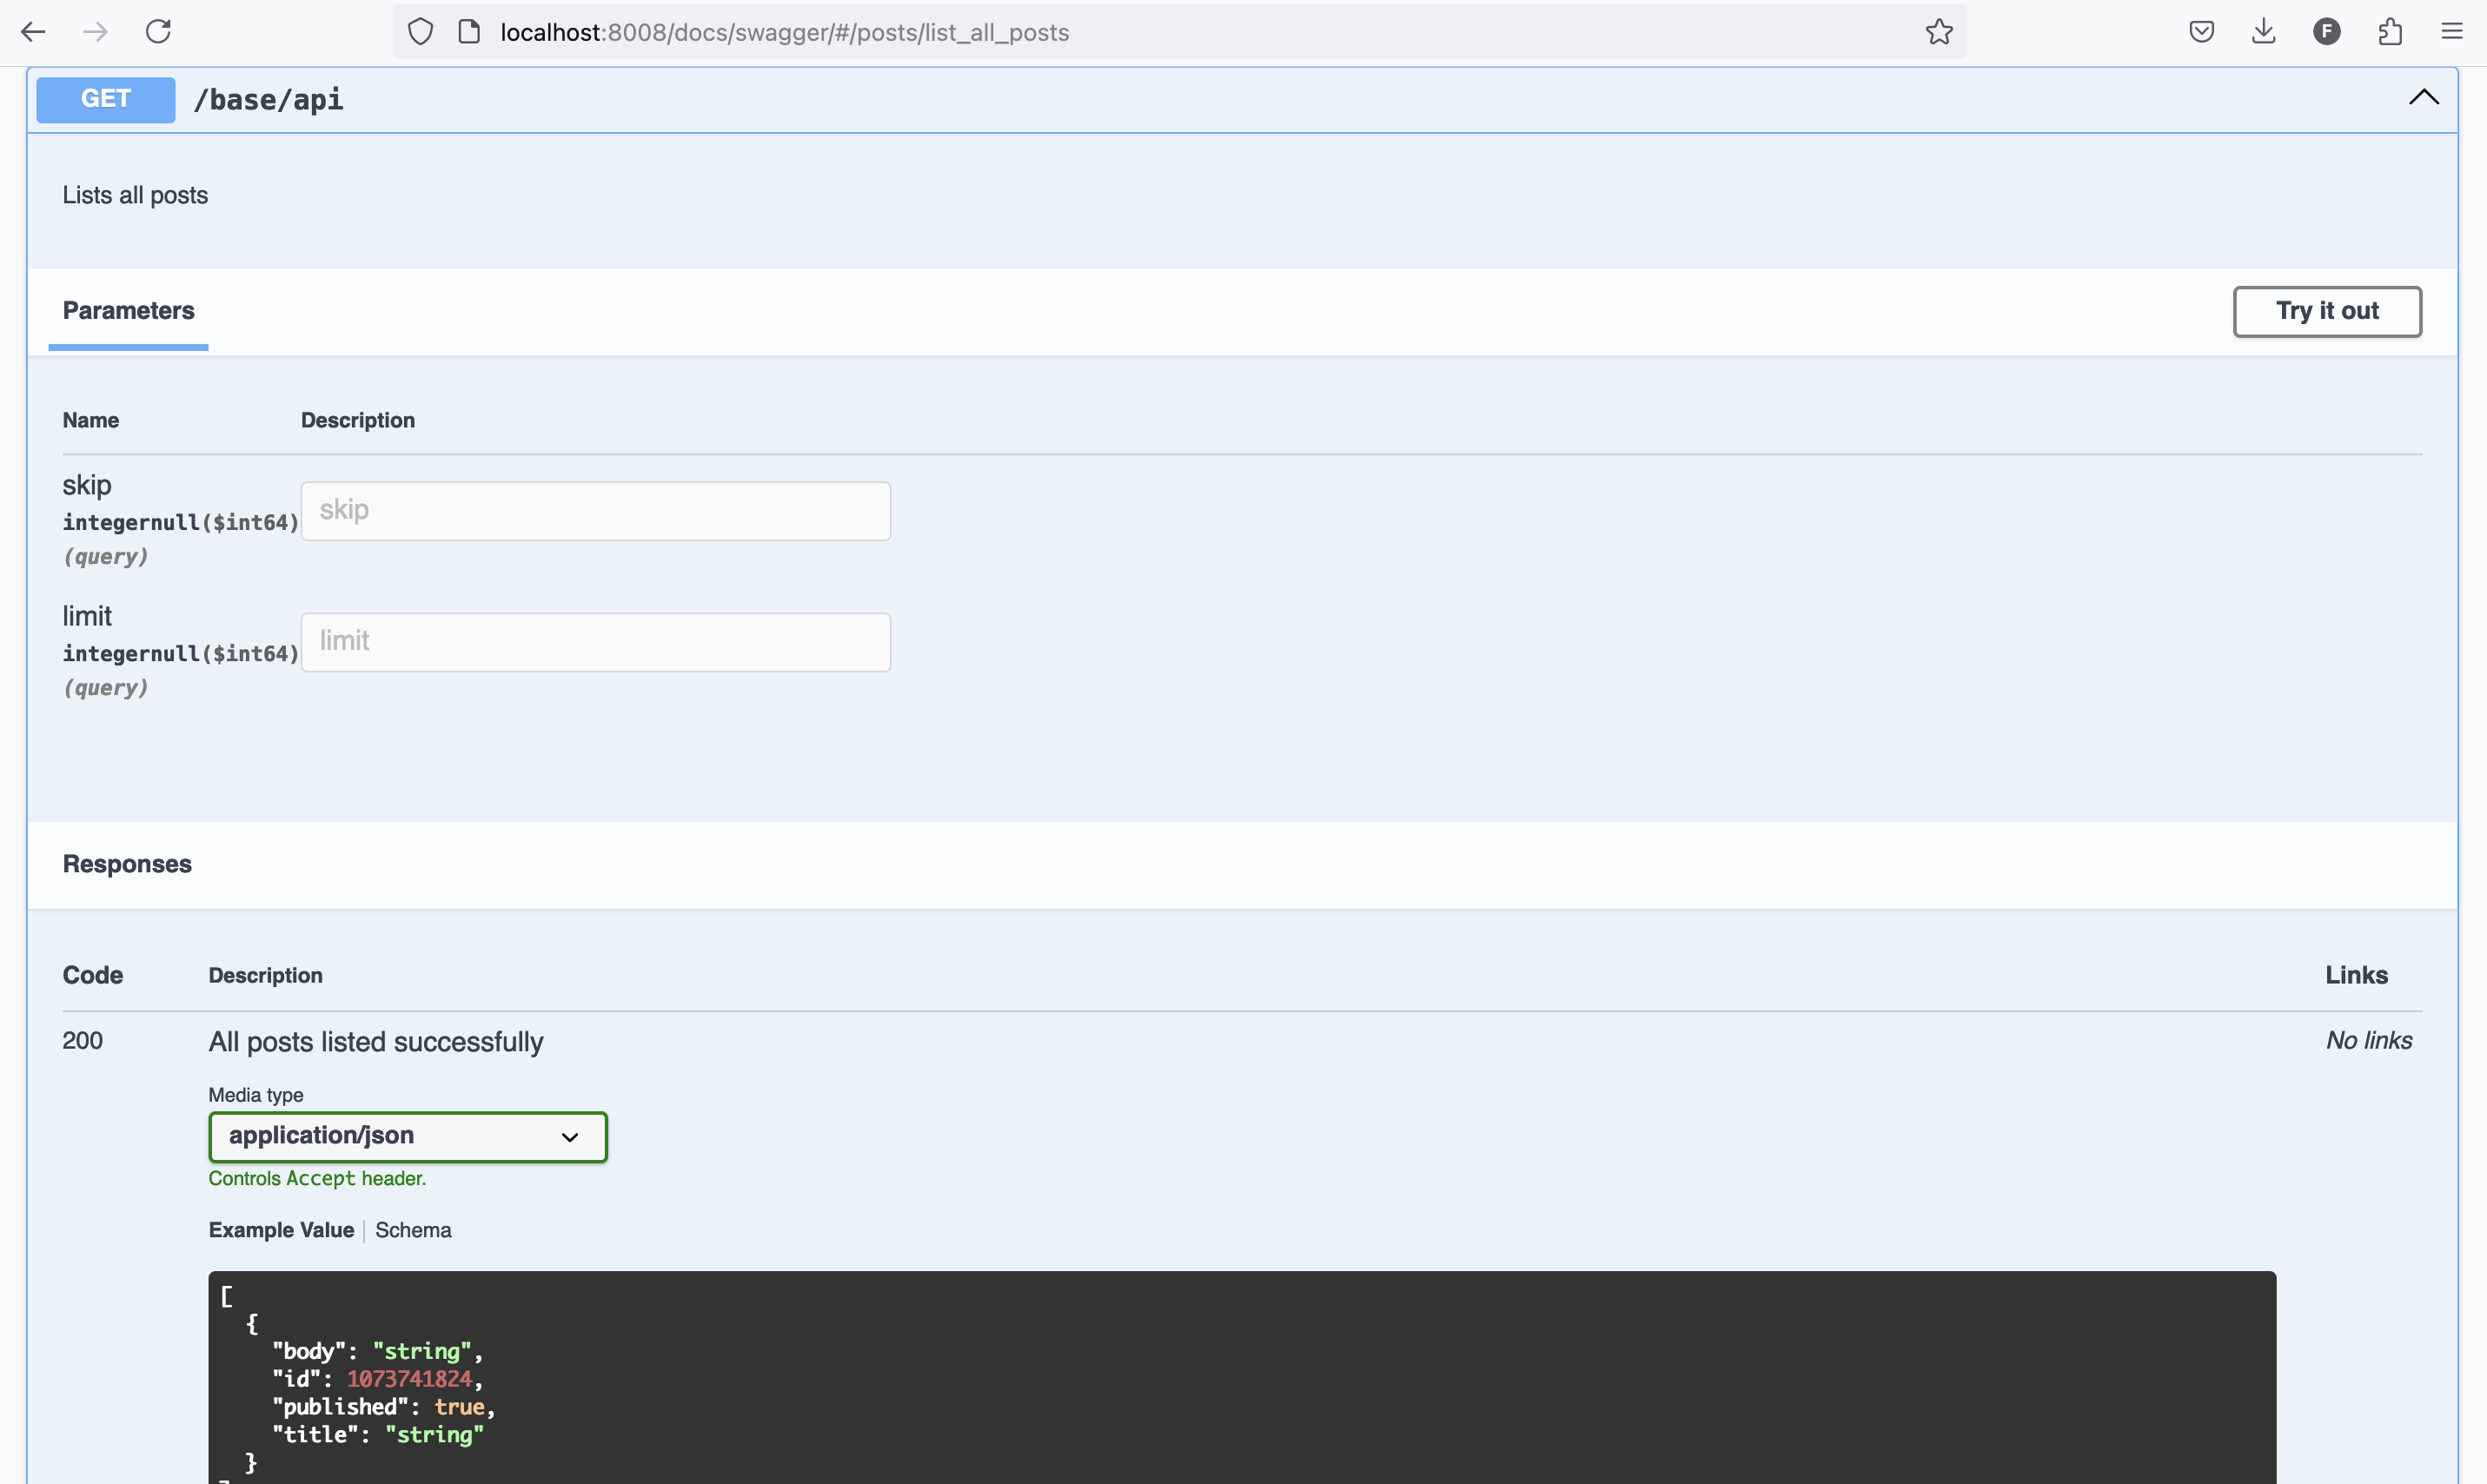 localhost:8008/docs/swagger/#/posts/list_all_posts
F
GET /base/api
Lists all posts
Parameters
Try it out
Name Description
skip
integernull($int64)
(query)
skip
limit
integernull($int64)
(query)
limit
Responses
Code Description Links
200 All posts listed successfully No links
Media type
application/json
Controls Accept header.
Example Value Schema
[
{
"body": "string",
"id": 1073741824,
"published": true,
"title": "string"
}